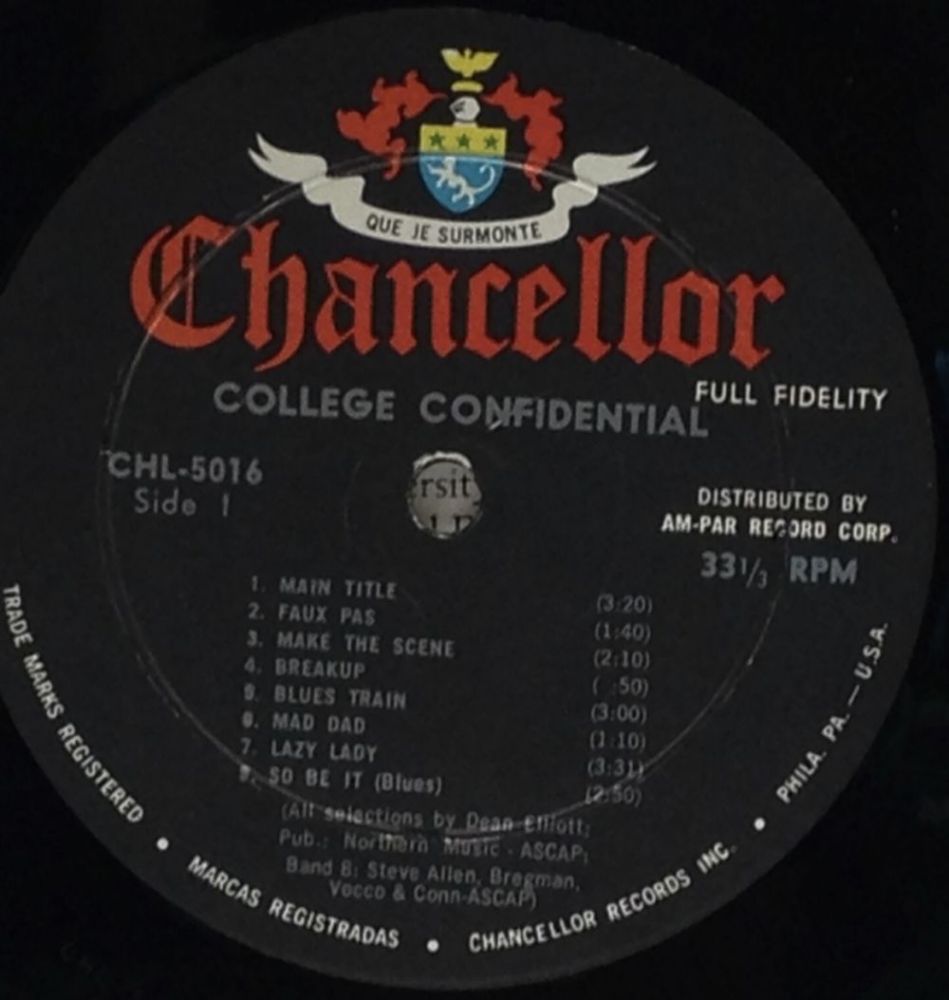 QUE JE SURMONTE
Chancellor
FULL FIDELITY
COLLEGE CONFIDENTIAL
CHL-5016
Side 1
rsit
DISTRIBUTED BY
AM-PAR RECORD CORP.
33 1/3 RPM
1. MAIN TITLE (3:20)
2. FAUX PAS (1:40)
3. MAKE THE SCENE (2:10)
4. BREAKUP ( :50)
5. BLUES TRAIN (3:00)
6. MAD DAD (1:10)
7. LAZY LADY (3:31)
8. SO BE IT (Blues) (2:50)
(All selections by Dean Elliott;
Pub.: Northern Music - ASCAP;
Band 8: Steve Allen, Bregman,
Vocco & Conn-ASCAP)
TRADE MARKS REGISTERED • MARCAS REGISTRADAS • CHANCELLOR RECORDS INC. • PHILA. PA. — U.S.A.